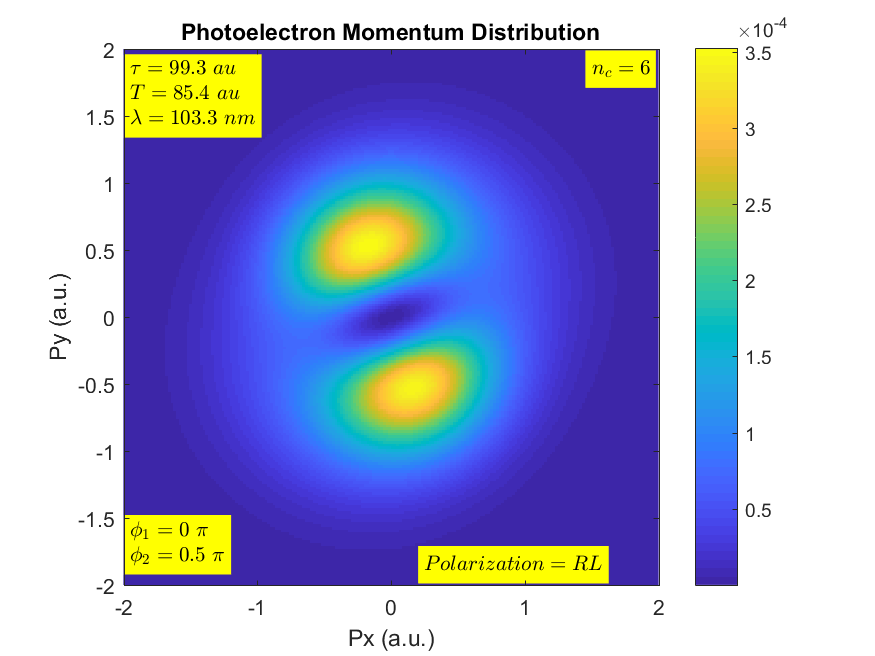 Photoelectron Momentum Distribution
×10⁻⁴
τ = 99.3 au
T = 85.4 au
λ = 103.3 nm
n_c = 6
ϕ₁ = 0 π
ϕ₂ = 0.5 π
Polarization = RL
2
1.5
1
0.5
0
-0.5
-1
-1.5
-2
Py (a.u.)
-2
-1
0
1
2
Px (a.u.)
3.5
3
2.5
2
1.5
1
0.5